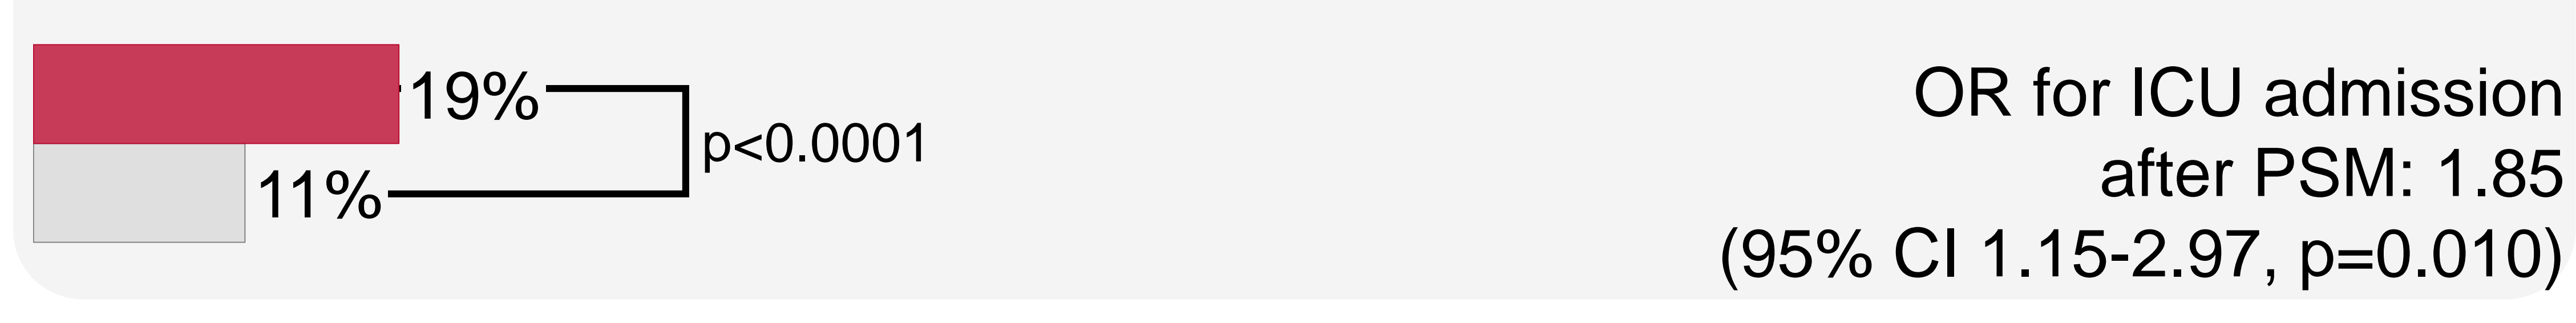 19%
p<0.0001
11%
OR for ICU admission
after PSM: 1.85
(95% CI 1.15-2.97, p=0.010)